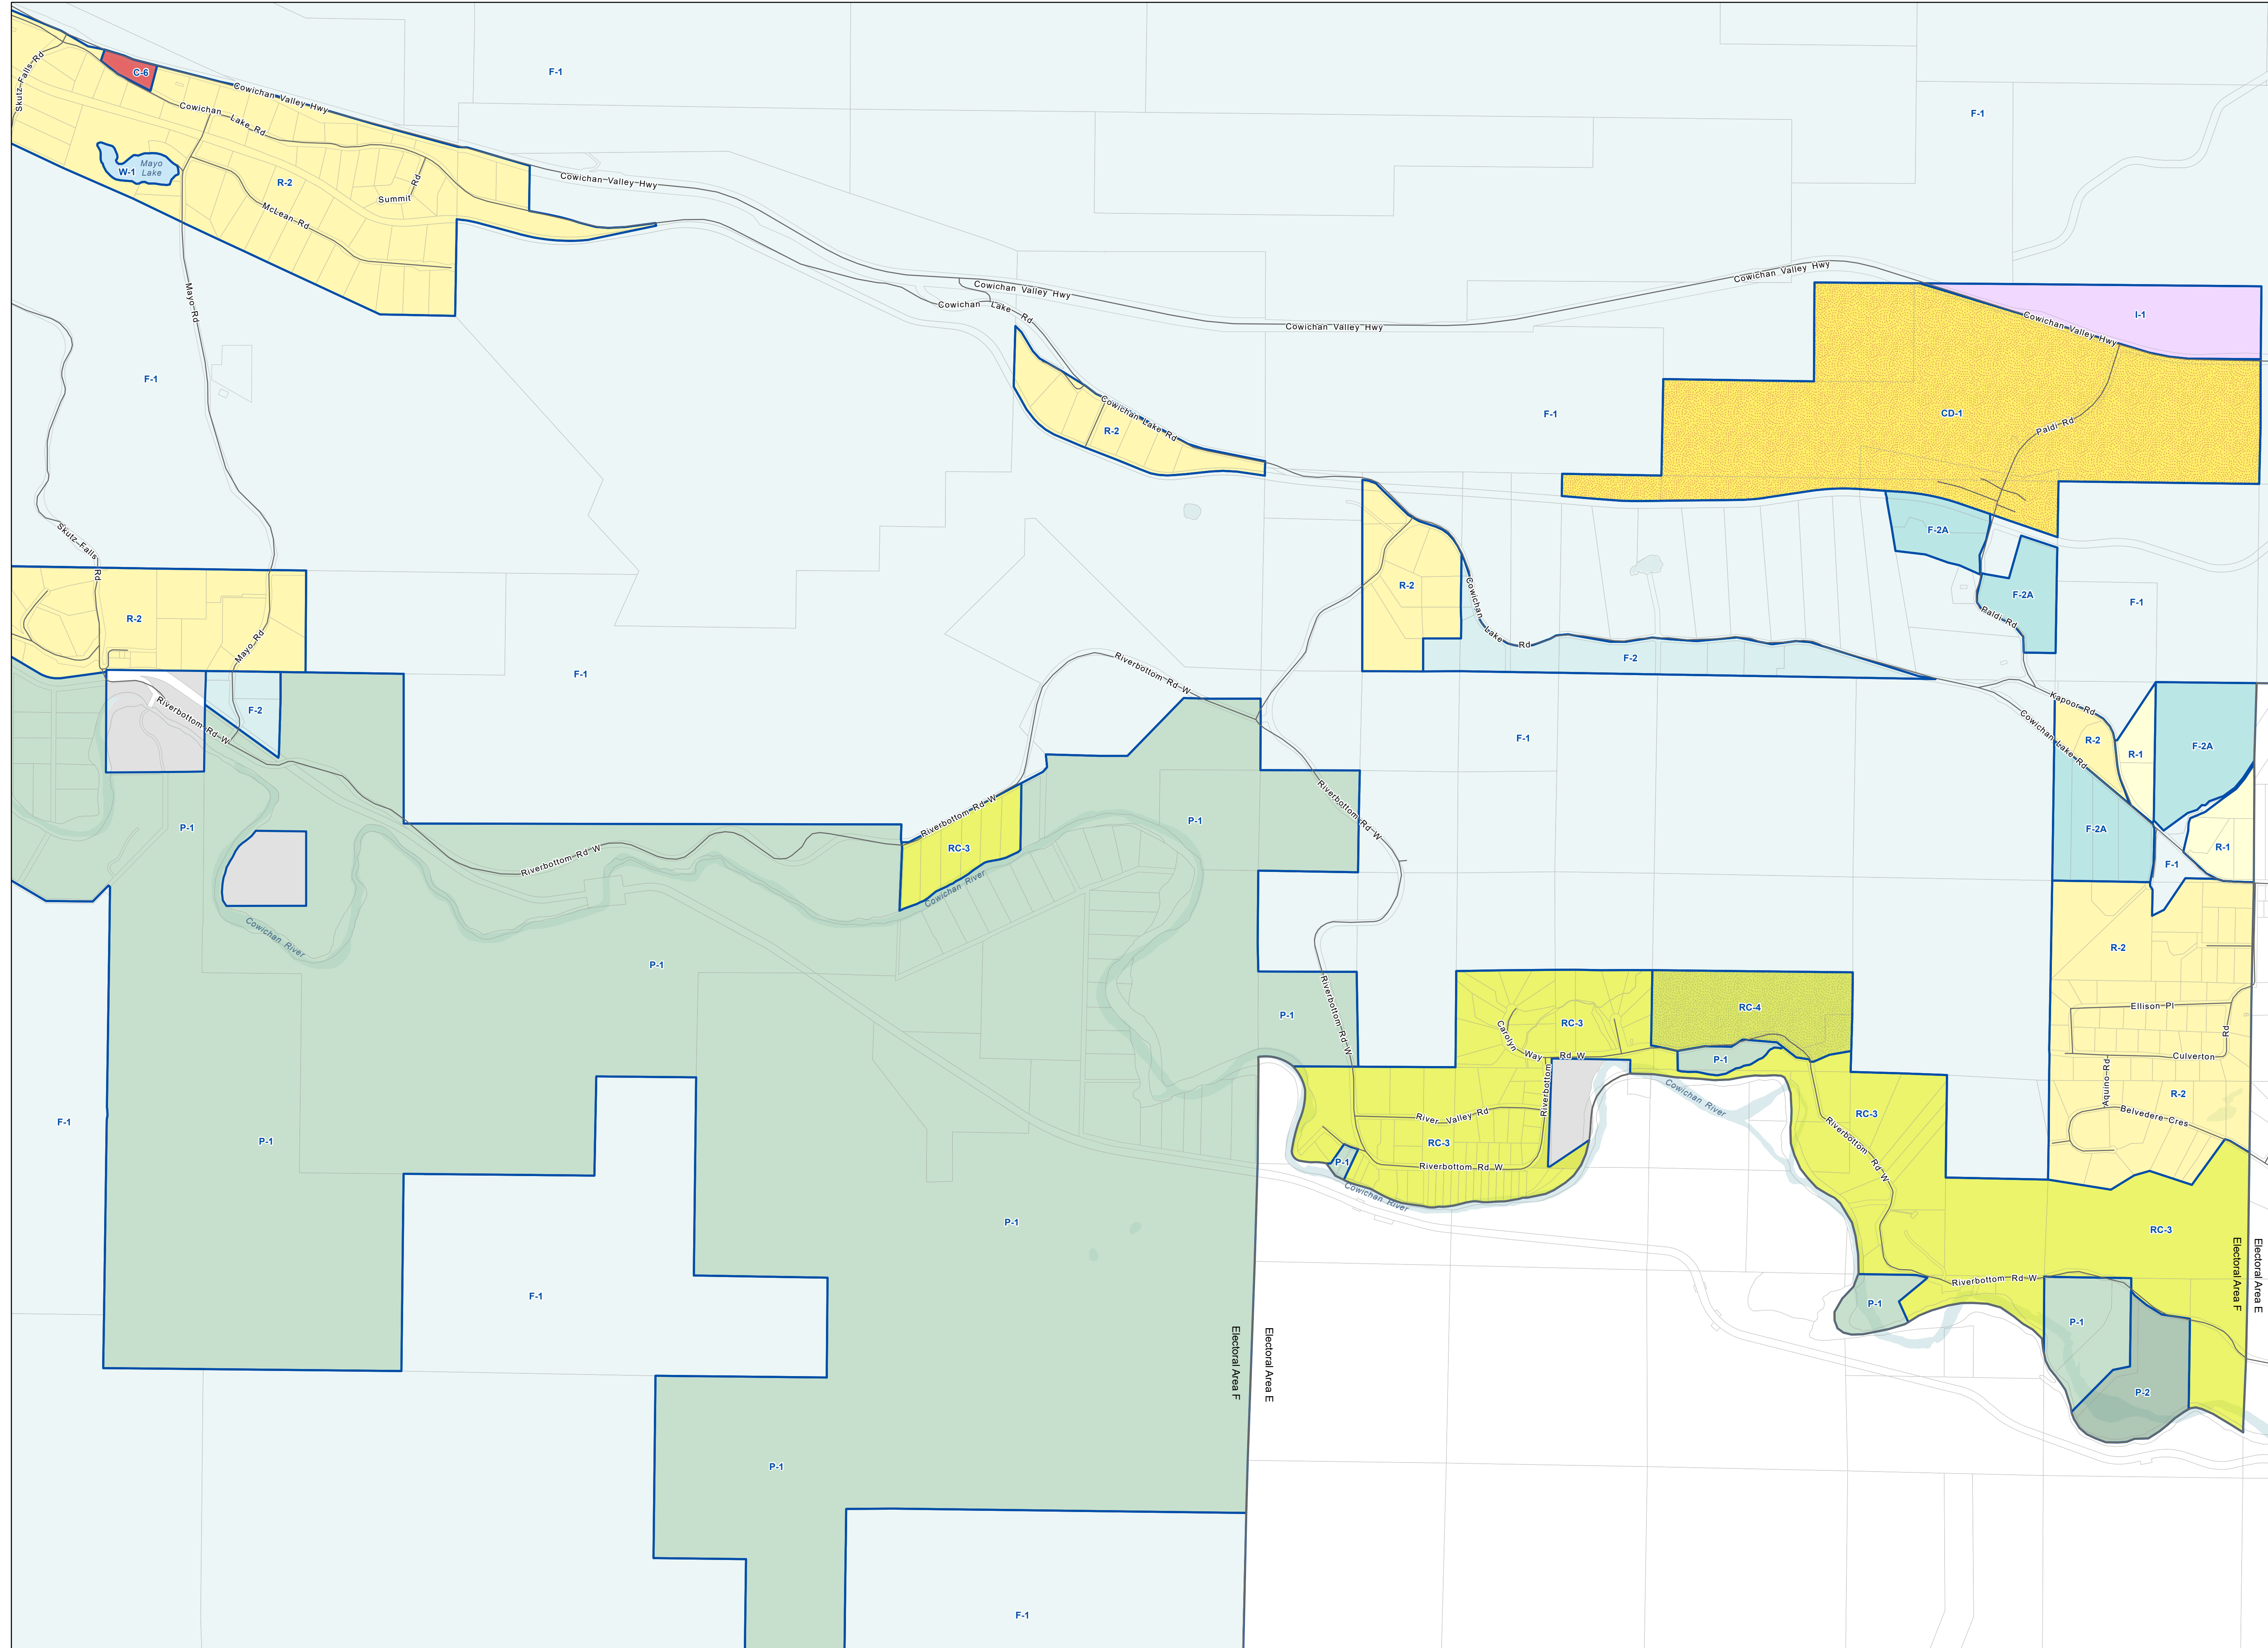 F-1
C-6
Skutz Falls Rd
Cowichan Valley Hwy
Cowichan Lake Rd
F-1
Mayo
Lake
W-1
R-2
Summit Rd
Cowichan Valley Hwy
McLean Rd
Mayo Rd
Cowichan Valley Hwy
Cowichan Valley Hwy
Cowichan Lake Rd
Cowichan Valley Hwy
Cowichan Valley Hwy
I-1
F-1
F-1
CD-1
Cowichan Lake Rd
R-2
Paldi Rd
Skutz Falls Rd
F-2A
R-2
Cowichan Lake Rd
F-2A
F-1
Paldi Rd
R-2
Mayo Rd
F-1
Riverbottom Rd W
F-2
Kapoor Rd
F-2
Riverbottom Rd W
F-1
Cowichan Lake Rd
R-2
R-1
F-2A
P-1
Riverbottom Rd W
Riverbottom Rd W
RC-3
P-1
Riverbottom Rd W
F-2A
R-1
F-1
Cowichan River
Cowichan River
P-1
R-2
Riverbottom Rd W
P-1
RC-3
RC-4
Ellison Pl
Carolyn Way
Riverbottom Rd W
P-1
Culverton Rd
Aquino Rd
R-2
Cowichan River
F-1
P-1
River Valley Rd
RC-3
RC-3
Riverbottom Rd W
Belvedere Cres
P-1
Riverbottom Rd W
Cowichan River
P-1
RC-3
Electoral Area F
Electoral Area E
F-1
Riverbottom Rd W
P-1
P-1
Electoral Area F
Electoral Area E
P-2
P-1
F-1